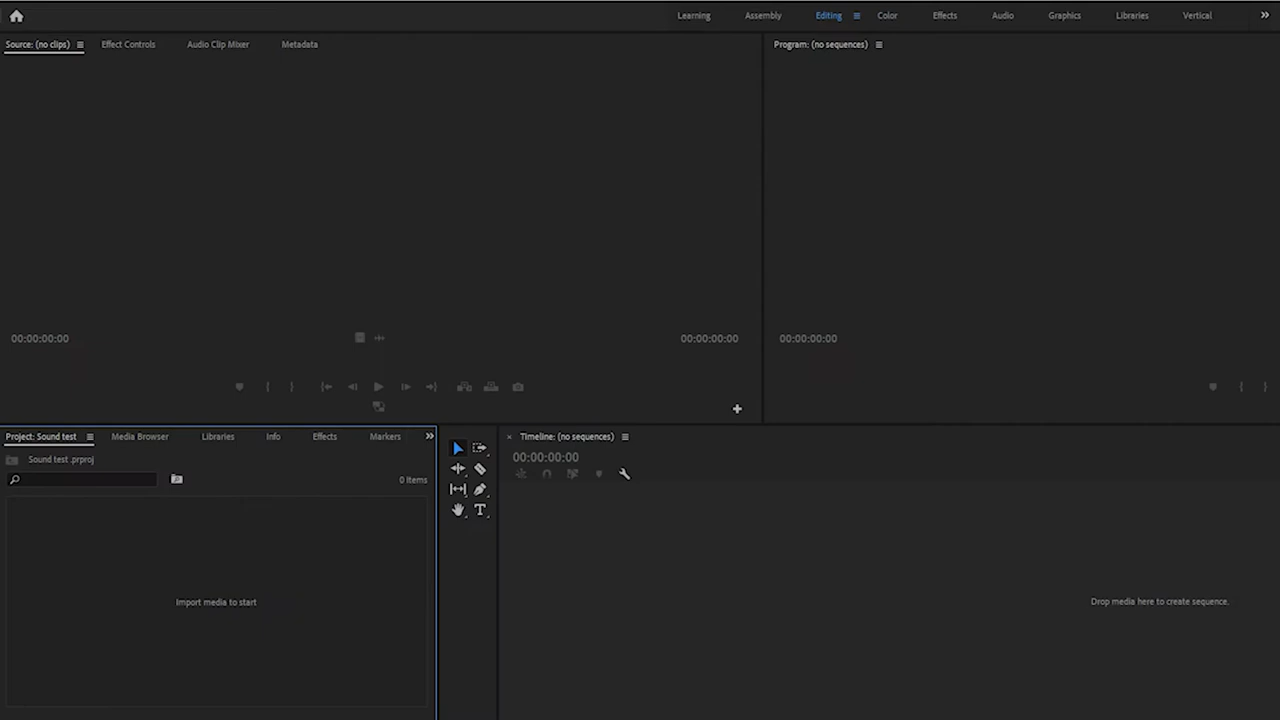 Learning Assembly Editing Color Effects Audio Graphics Libraries Vertical
Source: (no clips) Effect Controls Audio Clip Mixer Metadata
Program: (no sequences)
00:00:00:00
00:00:00:00
00:00:00:00
Project: Sound test Media Browser Libraries Info Effects Markers
Sound test .prproj
0 Items
Import media to start
Timeline: (no sequences)
00:00:00:00
Drop media here to create sequence.